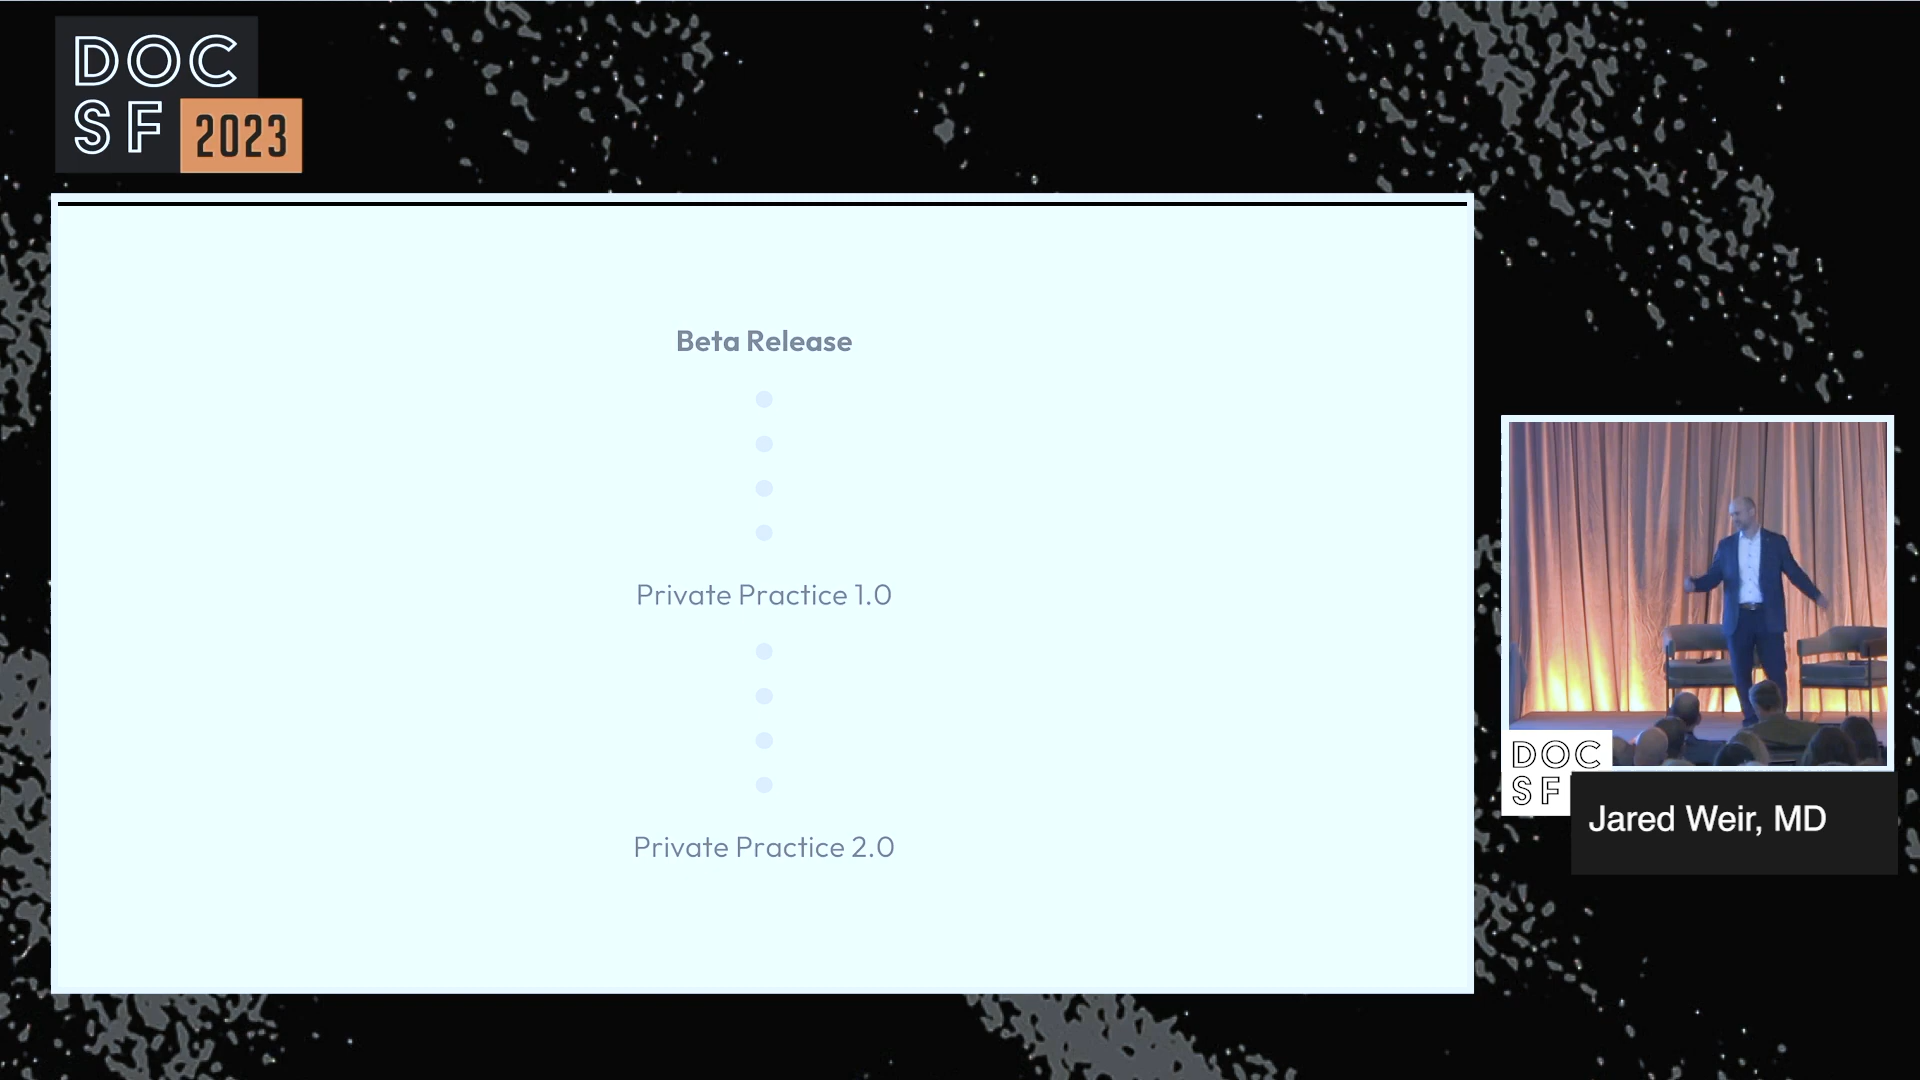 DOC
SF 2023
Beta Release
Private Practice 1.0
Private Practice 2.0
DOC
SF
Jared Weir, MD